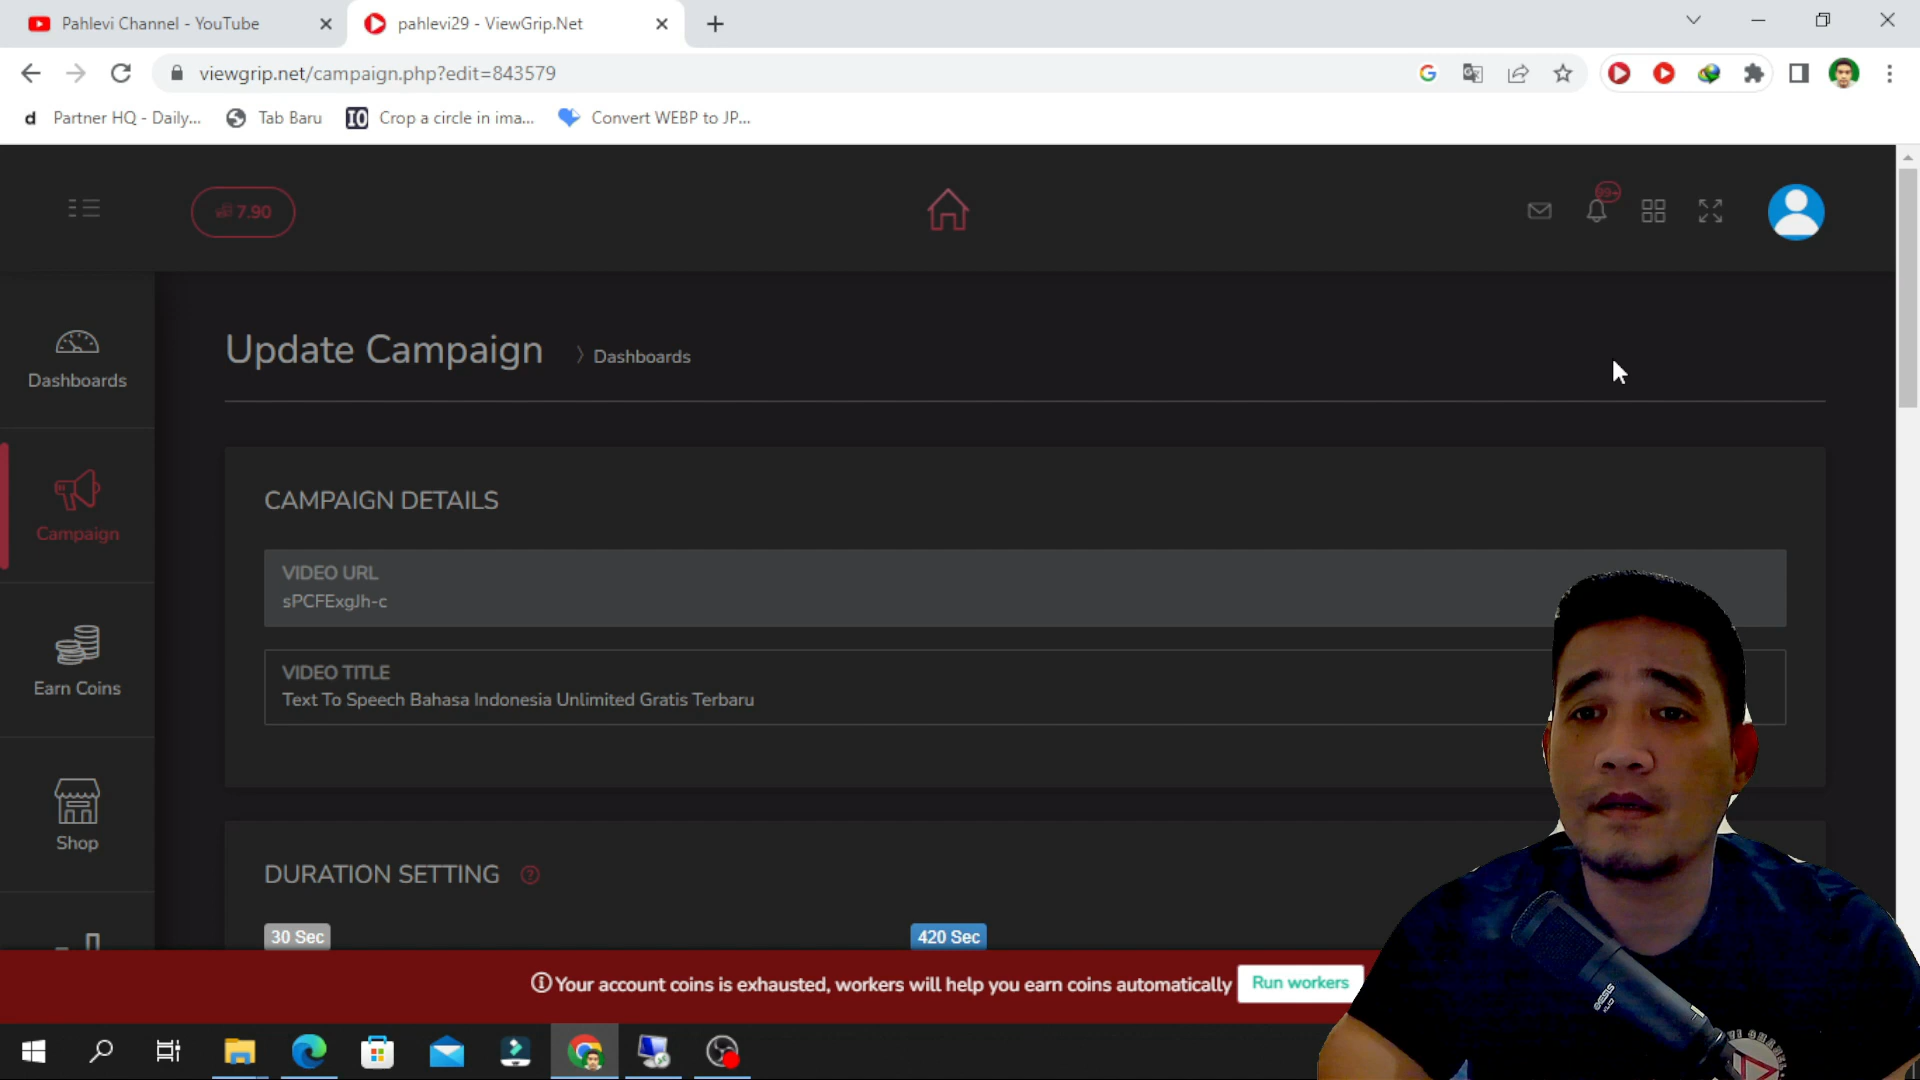 Pahlevi Channel - YouTube
pahlevi29 - ViewGrip.Net
viewgrip.net/campaign.php?edit=843579
d Partner HQ - Daily...
Tab Baru
IO Crop a circle in ima...
Convert WEBP to JP...
7.90
99+
Update Campaign
Dashboards
Dashboards
Campaign
Earn Coins
Shop
CAMPAIGN DETAILS
VIDEO URL
sPCFExgJh-c
VIDEO TITLE
Text To Speech Bahasa Indonesia Unlimited Gratis Terbaru
DURATION SETTING
30 Sec
420 Sec
Your account coins is exhausted, workers will help you earn coins automatically
Run workers